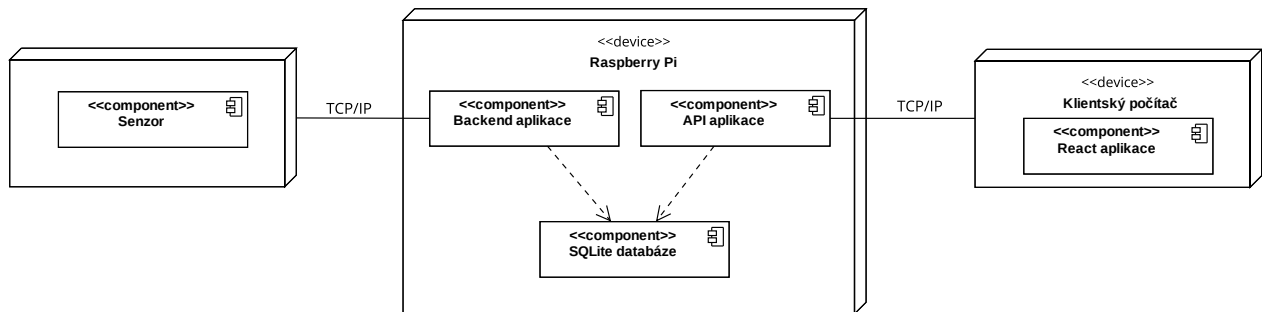 <<component>>
Senzor
TCP/IP
<<device>>
Raspberry Pi
<<component>>
Backend aplikace
<<component>>
API aplikace
<<component>>
SQLite databáze
TCP/IP
<<device>>
Klientský počítač
<<component>>
React aplikace